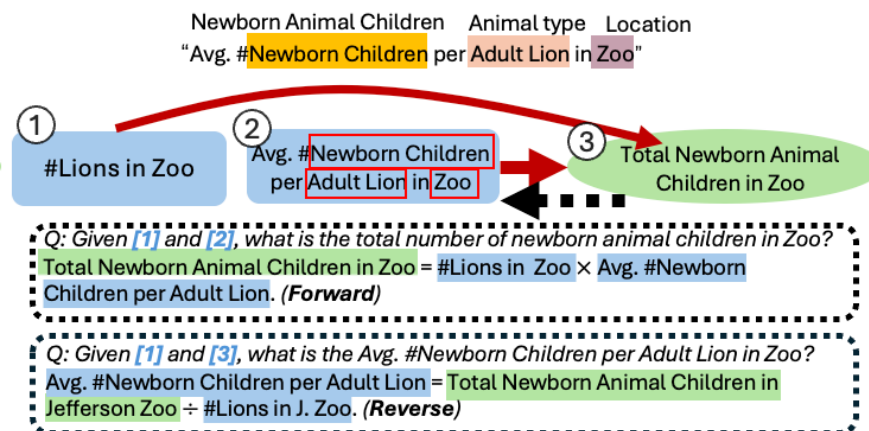 Newborn Animal Children Animal type Location
“Avg. #Newborn Children per Adult Lion in Zoo”
1
#Lions in Zoo
2
Avg. #Newborn Children
per Adult Lion in Zoo
3
Total Newborn Animal
Children in Zoo
Q: Given [1] and [2], what is the total number of newborn animal children in Zoo?
Total Newborn Animal Children in Zoo = #Lions in Zoo × Avg. #Newborn
Children per Adult Lion. (Forward)
Q: Given [1] and [3], what is the Avg. #Newborn Children per Adult Lion in Zoo?
Avg. #Newborn Children per Adult Lion = Total Newborn Animal Children in
Jefferson Zoo ÷ #Lions in J. Zoo. (Reverse)